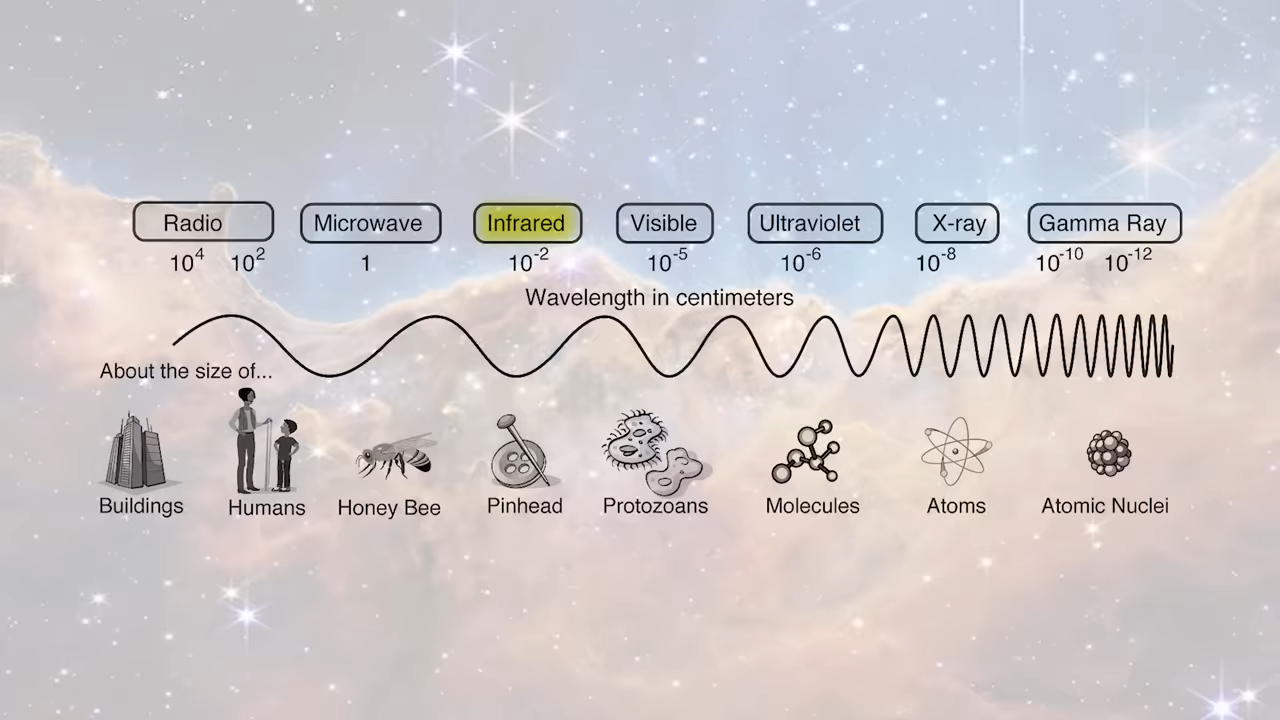 Radio Microwave Infrared Visible Ultraviolet X-ray Gamma Ray
10⁴ 10² 1 10⁻² 10⁻⁵ 10⁻⁶ 10⁻⁸ 10⁻¹⁰ 10⁻¹²
Wavelength in centimeters
About the size of...
Buildings Humans Honey Bee Pinhead Protozoans Molecules Atoms Atomic Nuclei